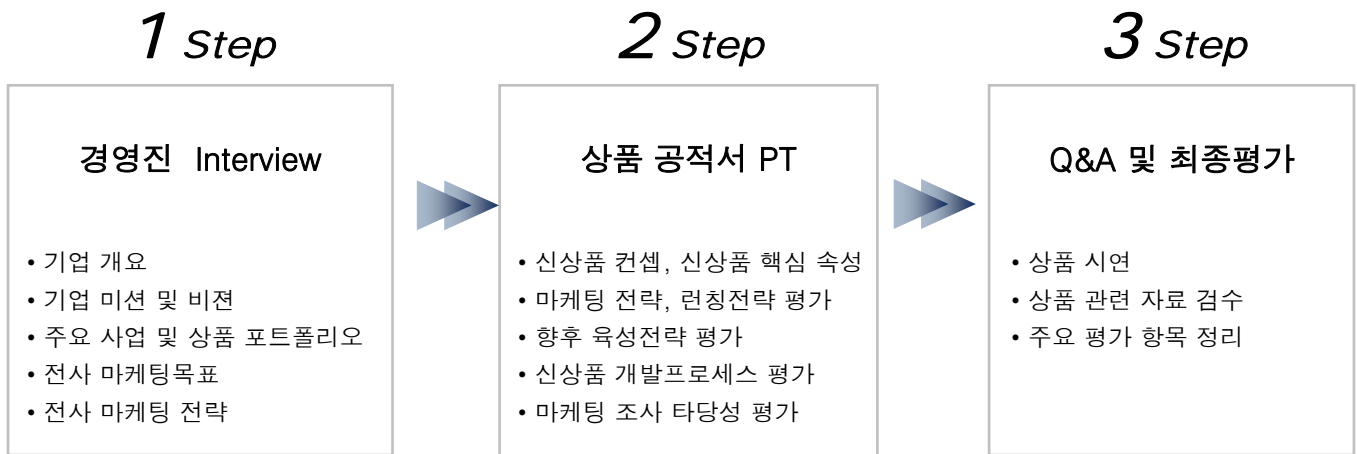 1 Step
경영진 Interview
• 기업 개요
• 기업 미션 및 비젼
• 주요 사업 및 상품 포트폴리오
• 전사 마케팅목표
• 전사 마케팅 전략
2 Step
상품 공적서 PT
• 신상품 컨셉, 신상품 핵심 속성
• 마케팅 전략, 런칭전략 평가
• 향후 육성전략 평가
• 신상품 개발프로세스 평가
• 마케팅 조사 타당성 평가
3 Step
Q&A 및 최종평가
• 상품 시연
• 상품 관련 자료 검수
• 주요 평가 항목 정리